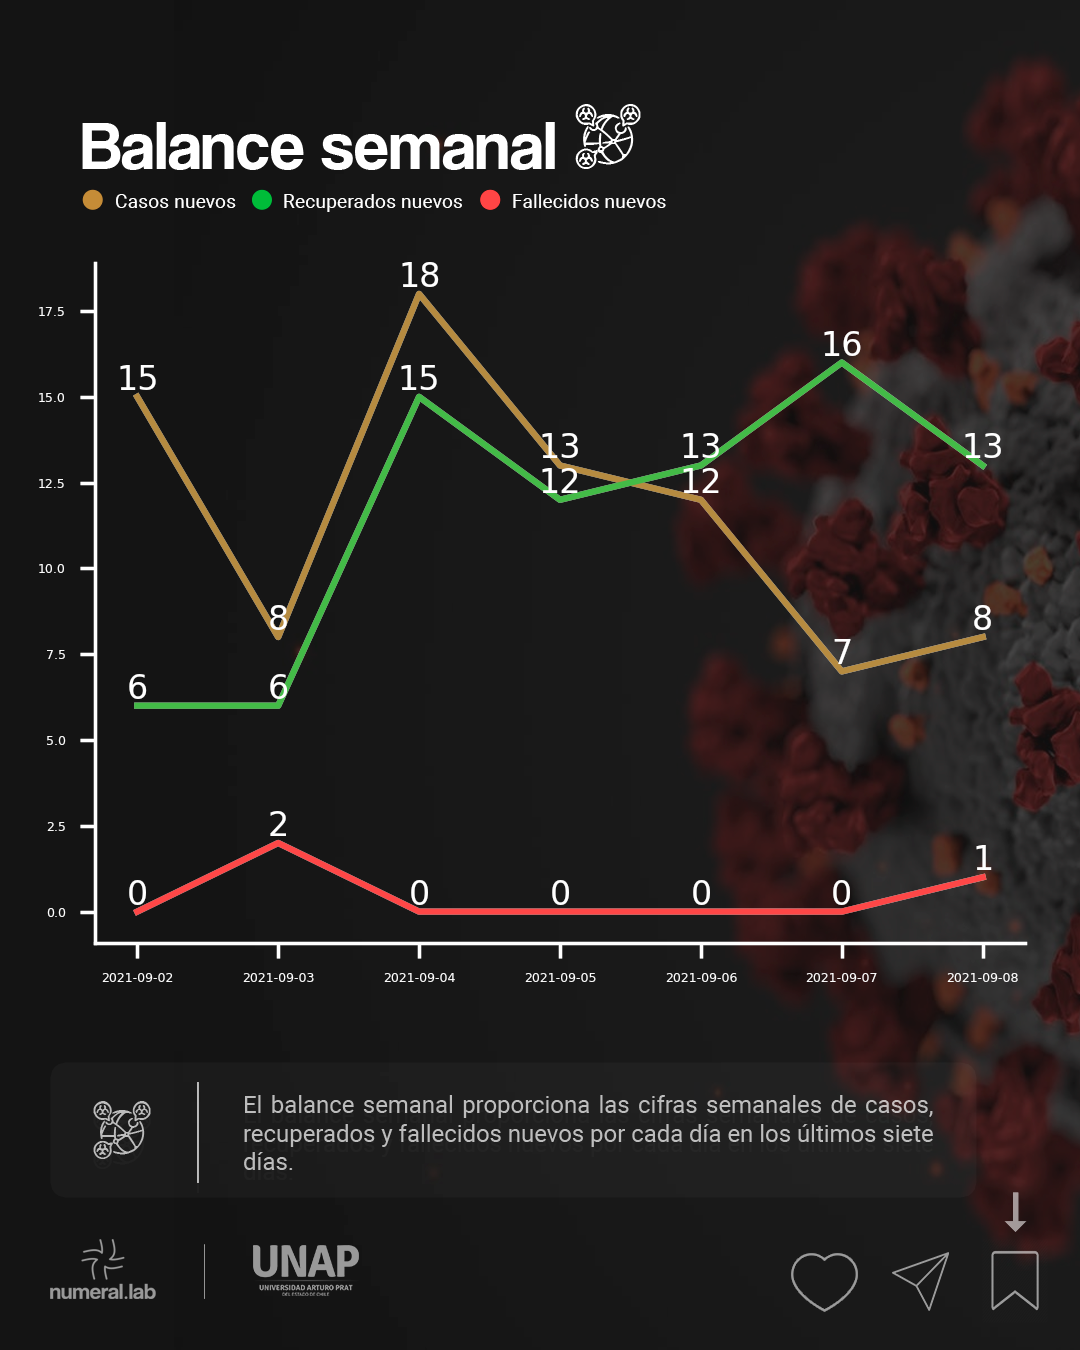 Balance semanal
Casos nuevos Recuperados nuevos Fallecidos nuevos
18
17.5
16
15 15
15.0
13 13 13
12 12
12.5
10.0
8 8
7
7.5
6 6
5.0
2
2.5
1
0 0 0 0 0
0.0
2021-09-02 2021-09-03 2021-09-04 2021-09-05 2021-09-06 2021-09-07 2021-09-08
El balance semanal proporciona las cifras semanales de casos,
recuperados y fallecidos nuevos por cada día en los últimos siete
días.
numeral.lab
UNAP
UNIVERSIDAD ARTURO PRAT
DEL ESTADO DE CHILE